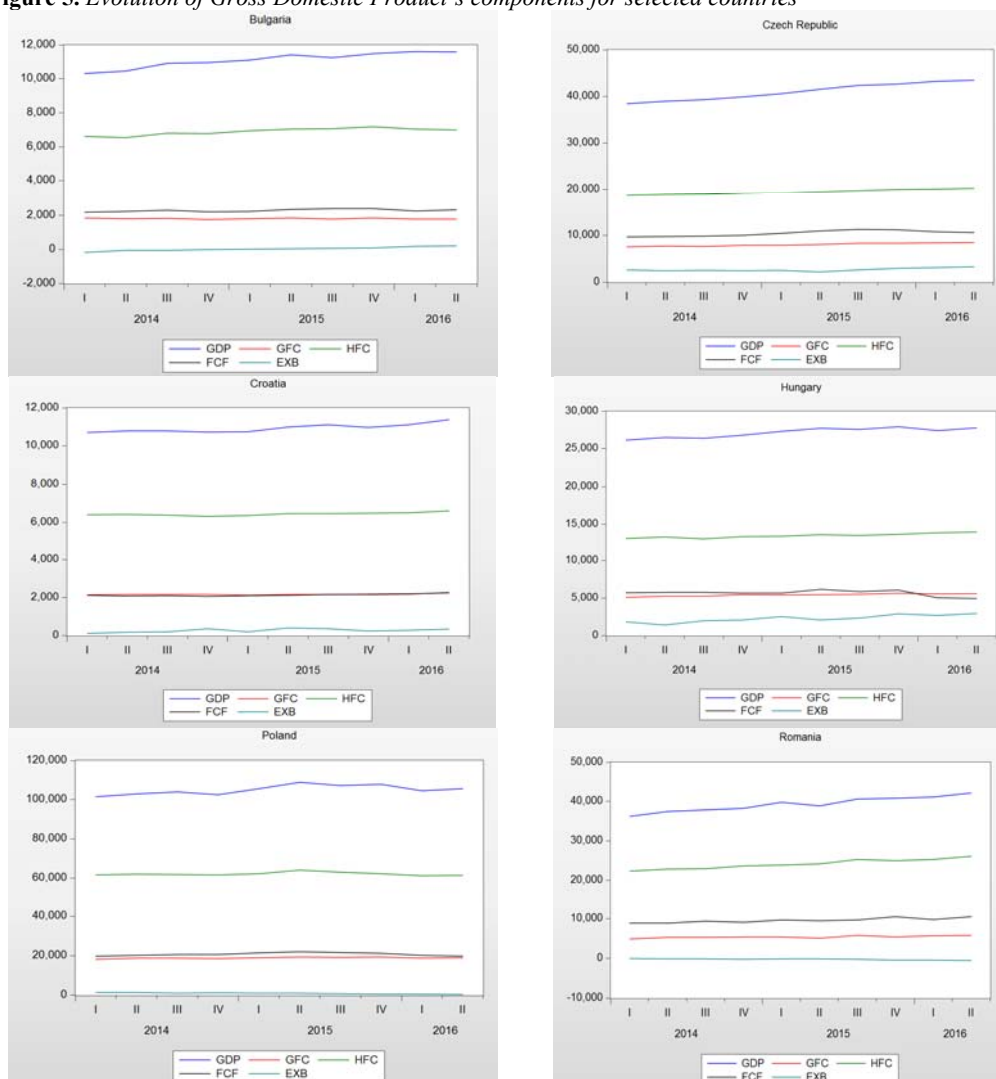 Evolution of Gross Domestic Product's components for selected countries
Bulgaria
12,000
10,000
8,000
6,000
4,000
2,000
0
-2,000
I II III IV I II III IV I II
2014 2015 2016
GDP GFC HFC
FCF EXB
Czech Republic
50,000
40,000
30,000
20,000
10,000
0
I II III IV I II III IV I II
2014 2015 2016
GDP GFC HFC
FCF EXB
Croatia
12,000
10,000
8,000
6,000
4,000
2,000
0
I II III IV I II III IV I II
2014 2015 2016
GDP GFC HFC
FCF EXB
Hungary
30,000
25,000
20,000
15,000
10,000
5,000
0
I II III IV I II III IV I II
2014 2015 2016
GDP GFC HFC
FCF EXB
Poland
120,000
100,000
80,000
60,000
40,000
20,000
0
I II III IV I II III IV I II
2014 2015 2016
GDP GFC HFC
FCF EXB
Romania
50,000
40,000
30,000
20,000
10,000
0
-10,000
I II III IV I II III IV I II
2014 2015 2016
GDP GFC HFC
FCF EXB